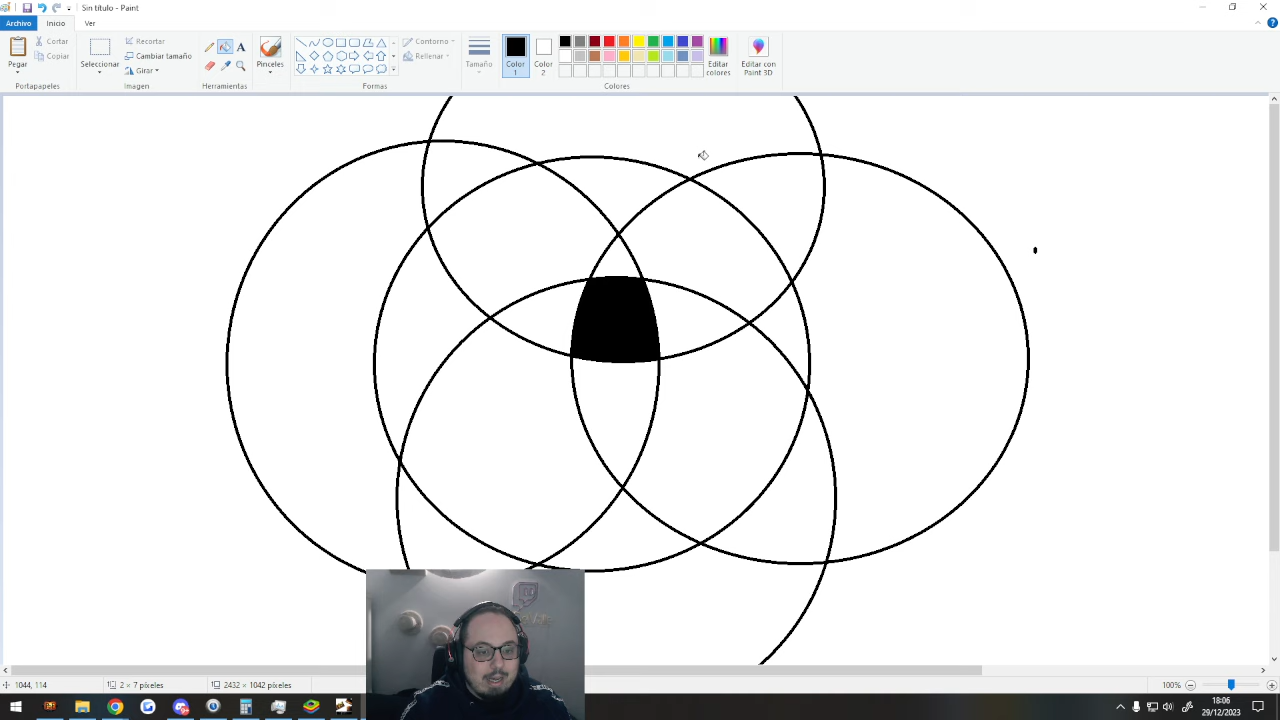 Sin título - Paint
Archivo Inicio Ver
Pegar
Cortar
Copiar
Portapapeles
Seleccionar
Recortar
Cambiar tamaño
Girar
Imagen
A
Herramientas
Pinceles
Contorno
Rellenar
Formas
Tamaño
Color
1
Color
2
Editar
colores
Editar con
Paint 3D
Colores
1044, 114
2 × 7 píxeles
2432 × 1042 píxeles
100%
18:06
29/12/2023